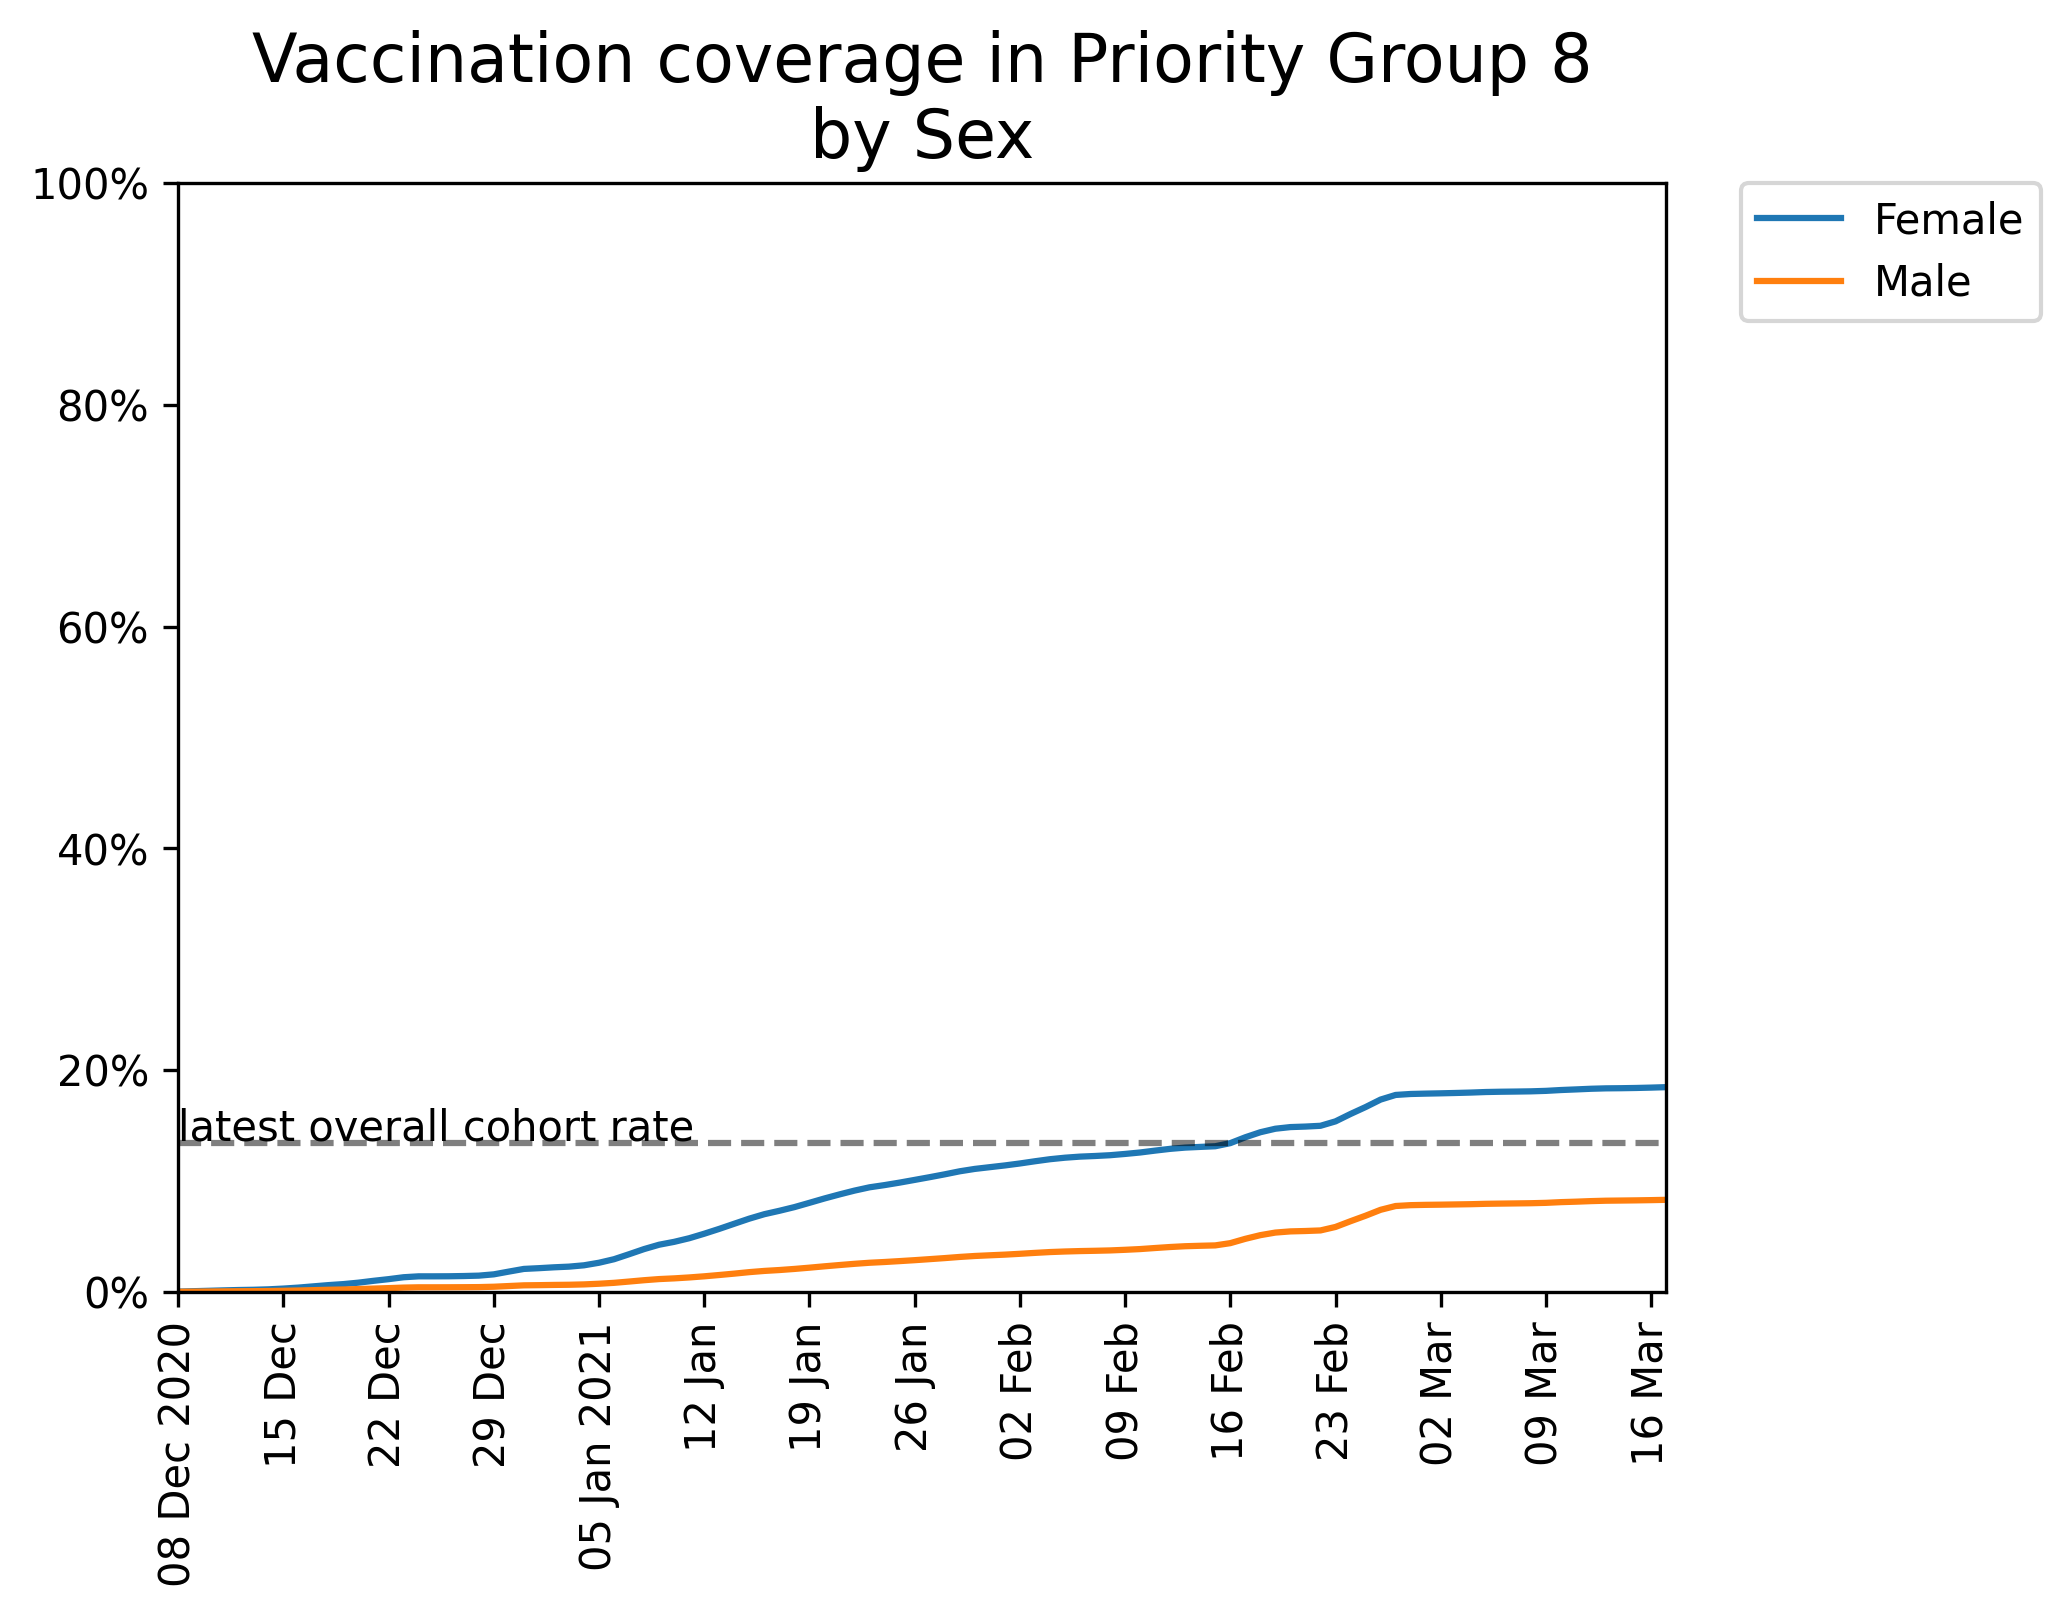 Vaccination coverage in Priority Group 8
by Sex
100%
80%
60%
40%
20%
0%
latest overall cohort rate
Female
Male
08 Dec 2020
15 Dec
22 Dec
29 Dec
05 Jan 2021
12 Jan
19 Jan
26 Jan
02 Feb
09 Feb
16 Feb
23 Feb
02 Mar
09 Mar
16 Mar